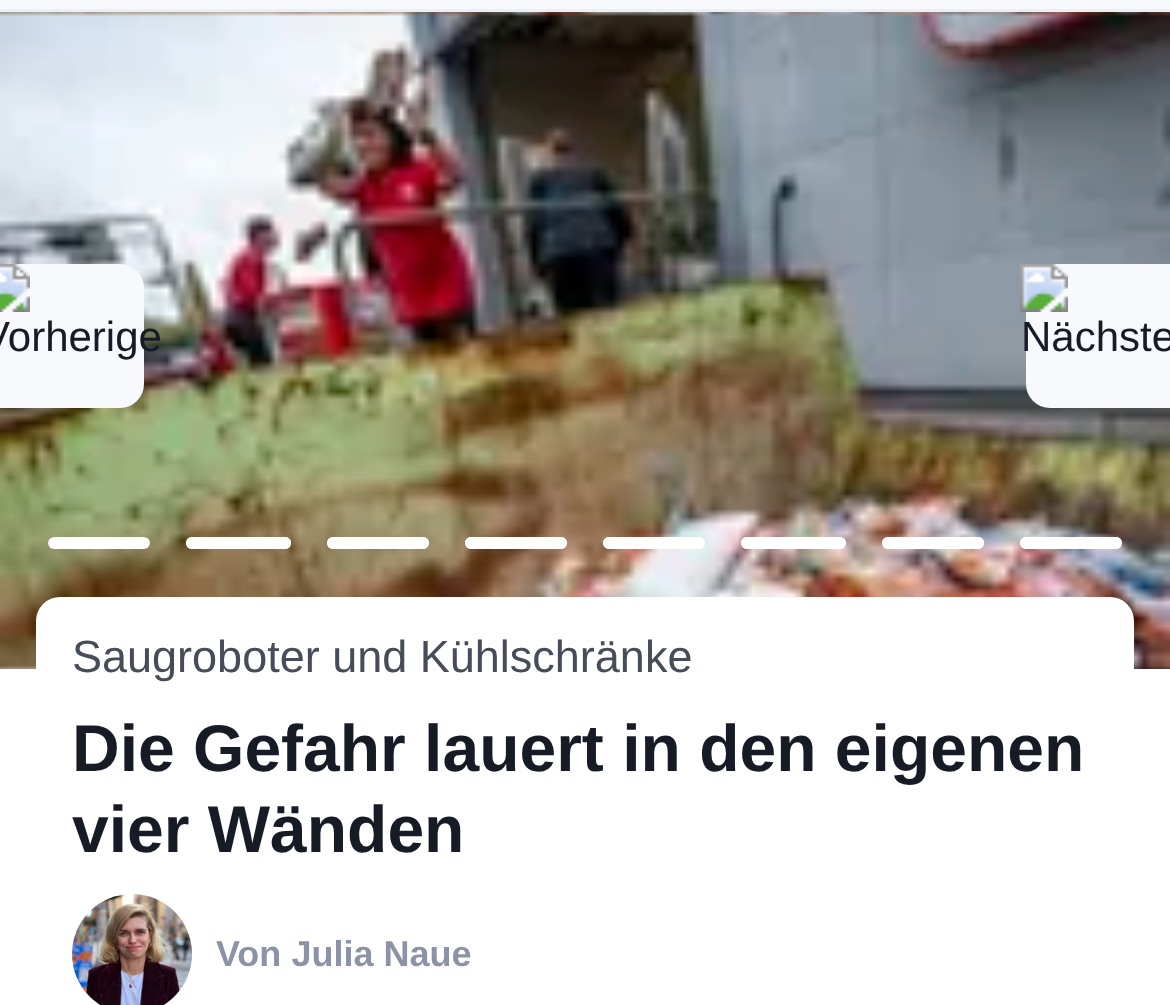 Vorherige
Nächste
Saugroboter und Kühlschränke
Die Gefahr lauert in den eigenen
vier Wänden
Von Julia Naue